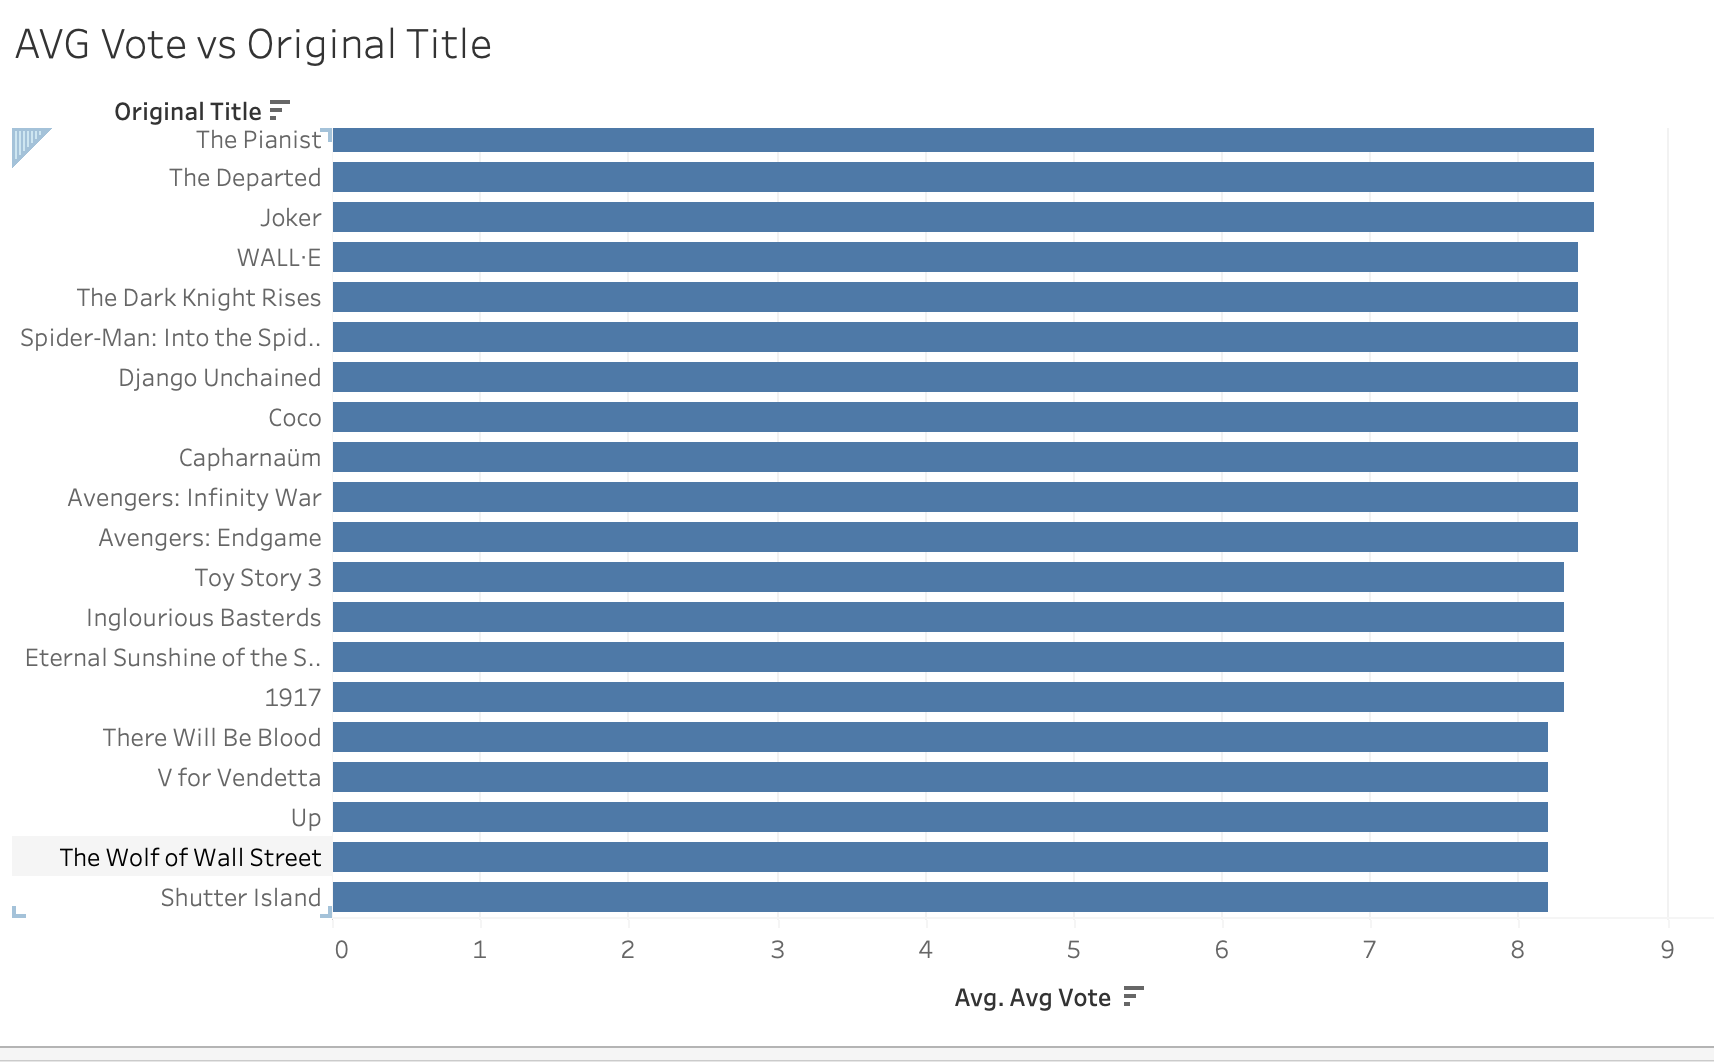 AVG Vote vs Original Title
Original Title
The Pianist
The Departed
Joker
WALL·E
The Dark Knight Rises
Spider-Man: Into the Spid..
Django Unchained
Coco
Capharnaüm
Avengers: Infinity War
Avengers: Endgame
Toy Story 3
Inglourious Basterds
Eternal Sunshine of the S..
1917
There Will Be Blood
V for Vendetta
Up
The Wolf of Wall Street
Shutter Island
0 1 2 3 4 5 6 7 8 9
Avg. Avg Vote